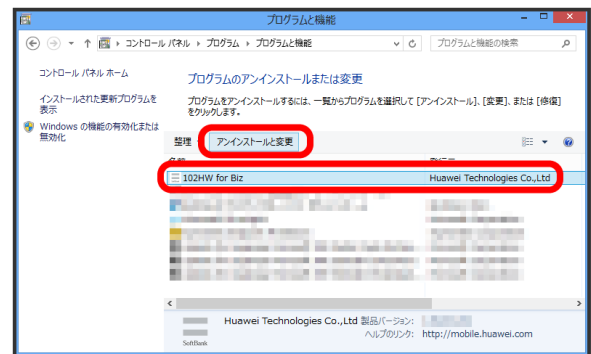 プログラムと機能
コントロール パネル プログラム プログラムと機能
プログラムと機能の検索
コントロール パネル ホーム
インストールされた更新プログラムを
表示
Windows の機能の有効化または
無効化
プログラムのアンインストールまたは変更
プログラムをアンインストールするには、一覧からプログラムを選択して [アンインストール]、[変更]、または [修復]
をクリックします。
整理 アンインストールと変更
102HW for Biz Huawei Technologies Co.,Ltd
Huawei Technologies Co.,Ltd 製品バージョン:
ヘルプのリンク: http://mobile.huawei.com
SoftBank